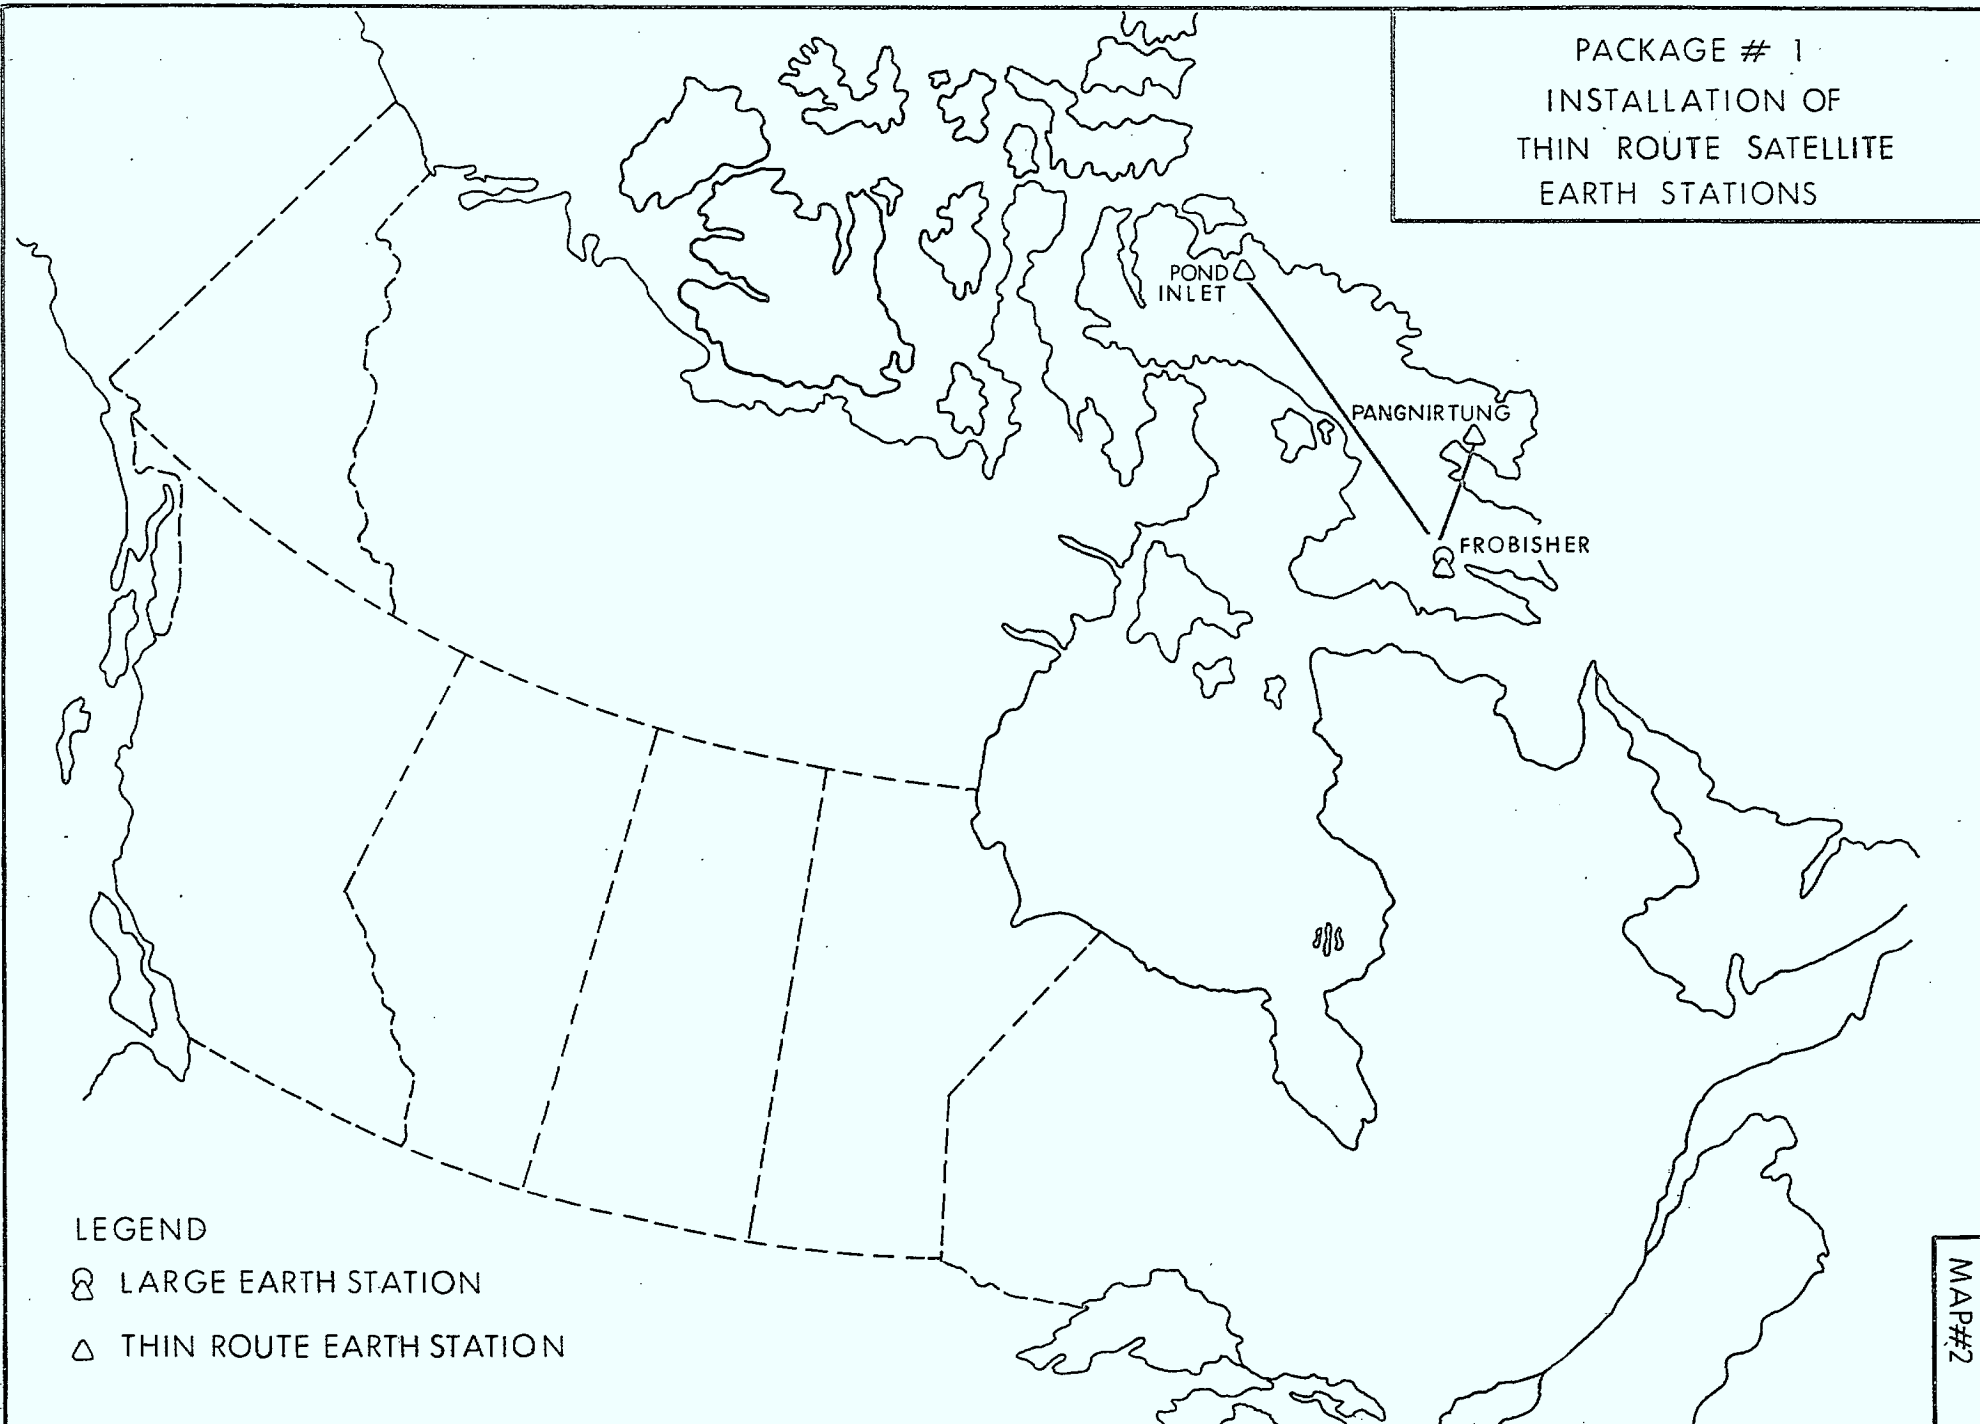 PACKAGE # 1
INSTALLATION OF
THIN ROUTE SATELLITE
EARTH STATIONS
POND
INLET
PANGNIRTUNG
FROBISHER
LEGEND
LARGE EARTH STATION
THIN ROUTE EARTH STATION
MAP#2